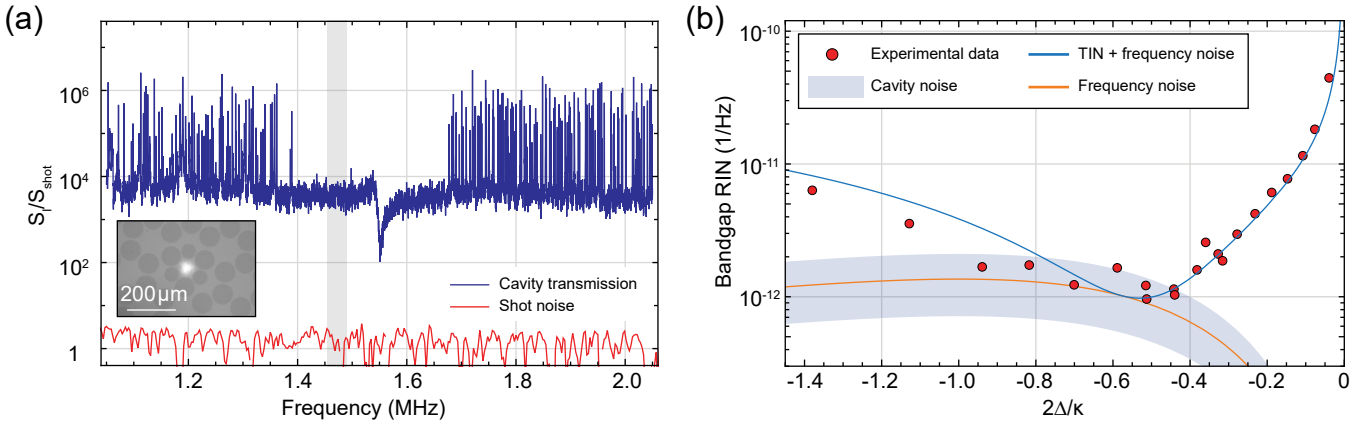 (a)
S_I/S_shot
10^6
10^4
10^2
1
200μm
Cavity transmission
Shot noise
1.2 1.4 1.6 1.8 2.0
Frequency (MHz)
(b)
Bandgap RIN (1/Hz)
10^-10
10^-11
10^-12
Experimental data
TIN + frequency noise
Cavity noise
Frequency noise
-1.4 -1.2 -1.0 -0.8 -0.6 -0.4 -0.2 0
2Δ/κ